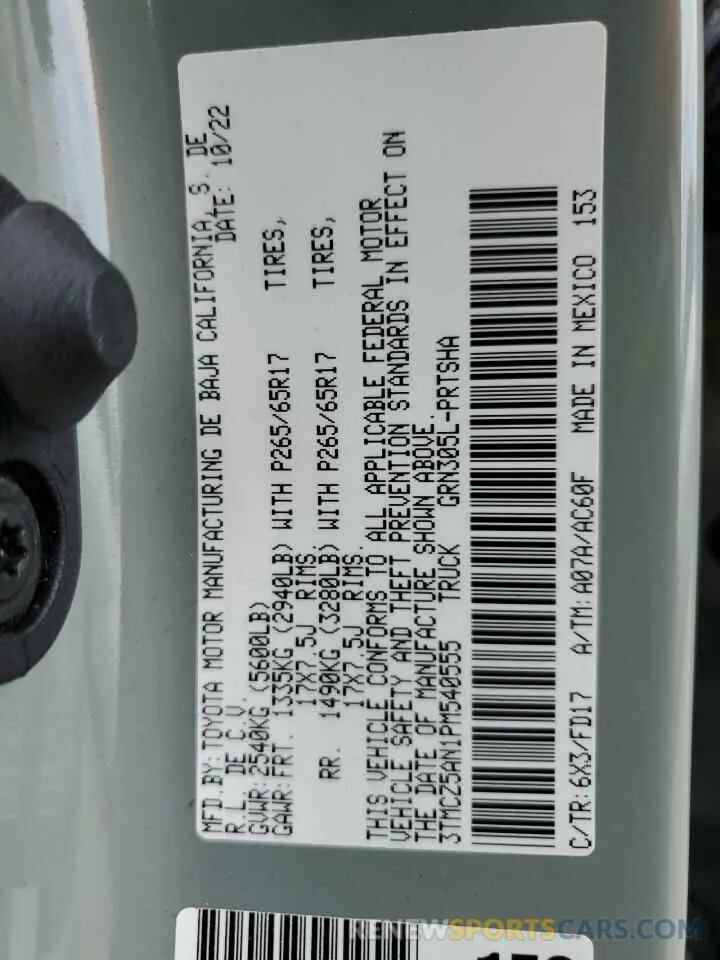 MFD.BY:TOYOTA MOTOR MANUFACTURING DE BAJA CALIFORNIA, S. DE
R.L. DE C.V. DATE: 10/22
GVWR:2540KG (5600LB)
GAWR:FRT. 1335KG (2940LB) WITH P265/65R17 TIRES,
17X7.5J RIMS.
RR. 1490KG (3280LB) WITH P265/65R17 TIRES,
17X7.5J RIMS.
THIS VEHICLE CONFORMS TO ALL APPLICABLE FEDERAL MOTOR
VEHICLE SAFETY AND THEFT PREVENTION STANDARDS IN EFFECT ON
THE DATE OF MANUFACTURE SHOWN ABOVE.
3TMCZ5AN1PM540555 TRUCK GRN305L-PRTSHA
C/TR:6X3/FD17 A/TM:A07A/AC60F MADE IN MEXICO 153
RENEWSPORTSCARS.COM